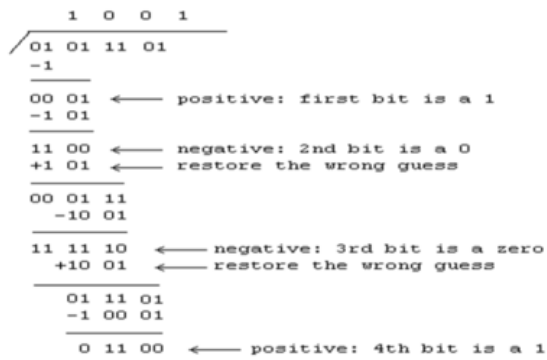 1 0 0 1
01 01 11 01
-1
00 01 ← positive: first bit is a 1
-1 01
11 00 ← negative: 2nd bit is a 0
+1 01 ← restore the wrong guess
00 01 11
-10 01
11 11 10 ← negative: 3rd bit is a zero
+10 01 ← restore the wrong guess
01 11 01
-1 00 01
0 11 00 ← positive: 4th bit is a 1